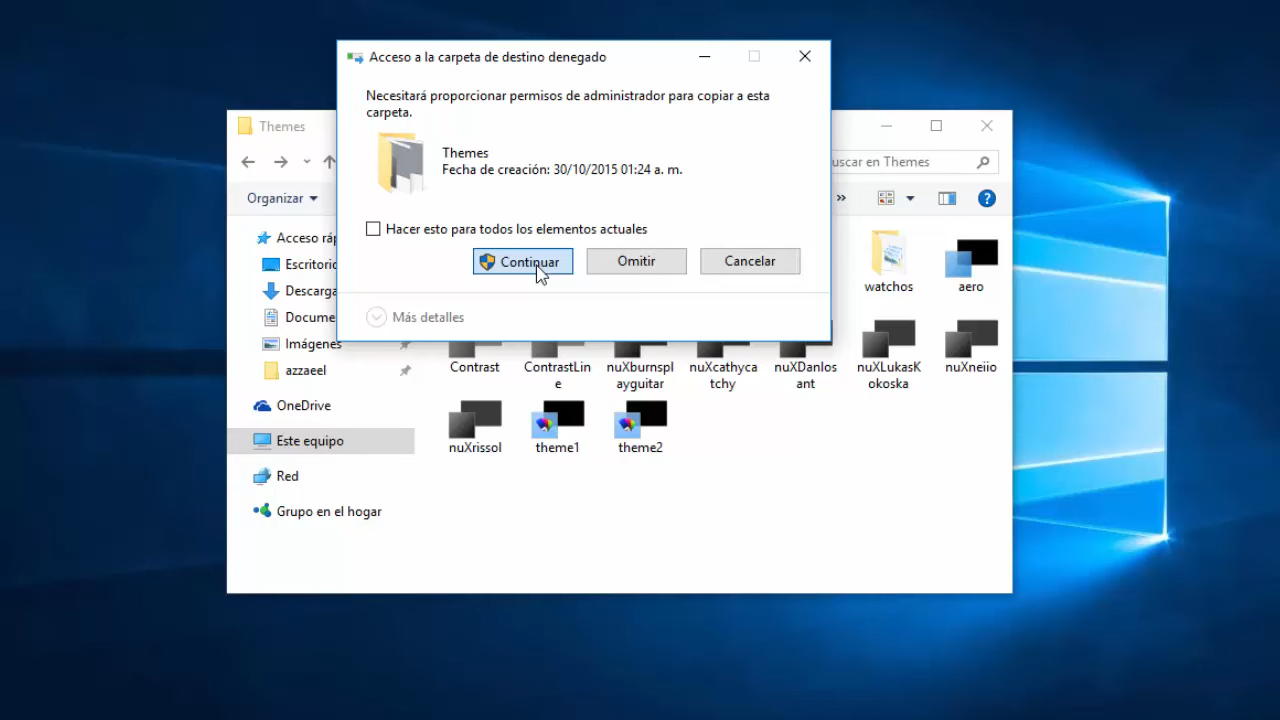 Acceso a la carpeta de destino denegado
Necesitará proporcionar permisos de administrador para copiar a esta
carpeta.
Themes
Fecha de creación: 30/10/2015 01:24 a. m.
Hacer esto para todos los elementos actuales
Continuar
Omitir
Cancelar
Más detalles
Themes
uscar en Themes
Organizar
»
?
Acceso ráp
Escritorio
Descarga
Docume
Imágenes
azzaeel
OneDrive
Este equipo
Red
Grupo en el hogar
watchos
aero
Contrast
ContrastLin
e
nuXburnspl
ayguitar
nuXcathyca
tchy
nuXDanlos
ant
nuXLukasK
okoska
nuXneiio
nuXrissol
theme1
theme2